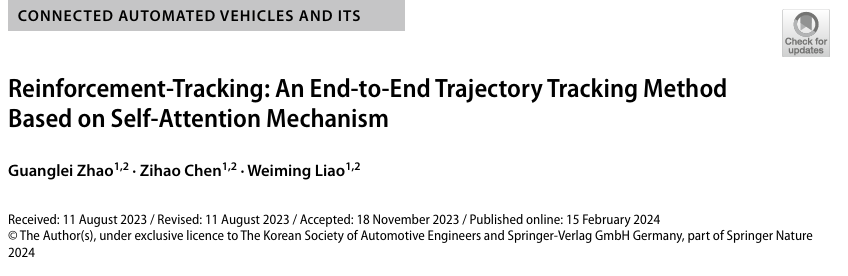 CONNECTED AUTOMATED VEHICLES AND ITS
Check for
updates
Reinforcement-Tracking: An End-to-End Trajectory Tracking Method
Based on Self-Attention Mechanism
Guanglei Zhao1,2 · Zihao Chen1,2 · Weiming Liao1,2
Received: 11 August 2023 / Revised: 11 August 2023 / Accepted: 18 November 2023 / Published online: 15 February 2024
© The Author(s), under exclusive licence to The Korean Society of Automotive Engineers and Springer-Verlag GmbH Germany, part of Springer Nature
2024